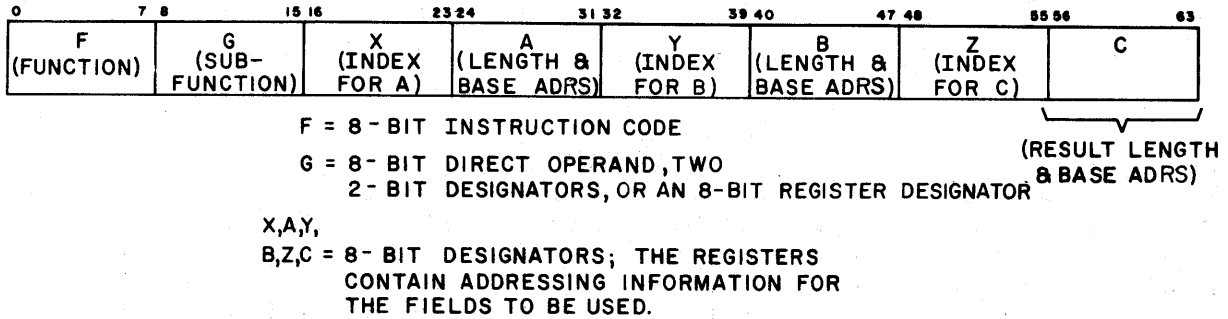 0 7 8 15 16 23 24 31 32 39 40 47 48 55 56 63
F G X A Y B Z C
(FUNCTION) (SUB- (INDEX (LENGTH & (INDEX (LENGTH & (INDEX
FUNCTION) FOR A) BASE ADRS) FOR B) BASE ADRS) FOR C)
F = 8-BIT INSTRUCTION CODE
(RESULT LENGTH
& BASE ADRS)
G = 8-BIT DIRECT OPERAND, TWO
2-BIT DESIGNATORS, OR AN 8-BIT REGISTER DESIGNATOR
X,A,Y,
B,Z,C = 8-BIT DESIGNATORS; THE REGISTERS
CONTAIN ADDRESSING INFORMATION FOR
THE FIELDS TO BE USED.